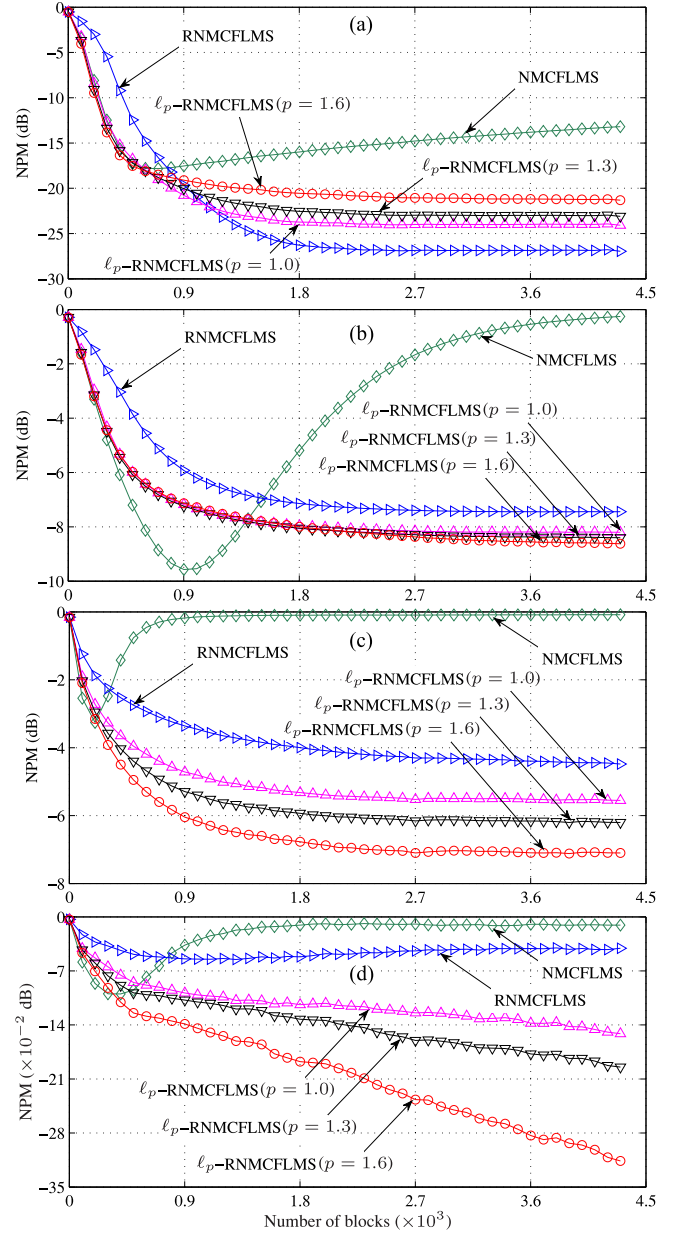 (a)
RNMCFLMS
NMCFLMS
ℓp–RNMCFLMS(p = 1.6)
ℓp–RNMCFLMS(p = 1.3)
ℓp–RNMCFLMS(p = 1.0)
NPM (dB)
0
−5
−10
−15
−20
−25
−30
0 0.9 1.8 2.7 3.6 4.5
(b)
RNMCFLMS
NMCFLMS
ℓp–RNMCFLMS(p = 1.0)
ℓp–RNMCFLMS(p = 1.3)
ℓp–RNMCFLMS(p = 1.6)
NPM (dB)
0
−2
−4
−6
−8
−10
0 0.9 1.8 2.7 3.6 4.5
(c)
RNMCFLMS
NMCFLMS
ℓp–RNMCFLMS(p = 1.0)
ℓp–RNMCFLMS(p = 1.3)
ℓp–RNMCFLMS(p = 1.6)
NPM (dB)
0
−2
−4
−6
−8
0 0.9 1.8 2.7 3.6 4.5
(d)
NMCFLMS
RNMCFLMS
ℓp–RNMCFLMS(p = 1.0)
ℓp–RNMCFLMS(p = 1.3)
ℓp–RNMCFLMS(p = 1.6)
NPM (×10⁻² dB)
0
−7
−14
−21
−28
−35
0 0.9 1.8 2.7 3.6 4.5
Number of blocks (×10³)